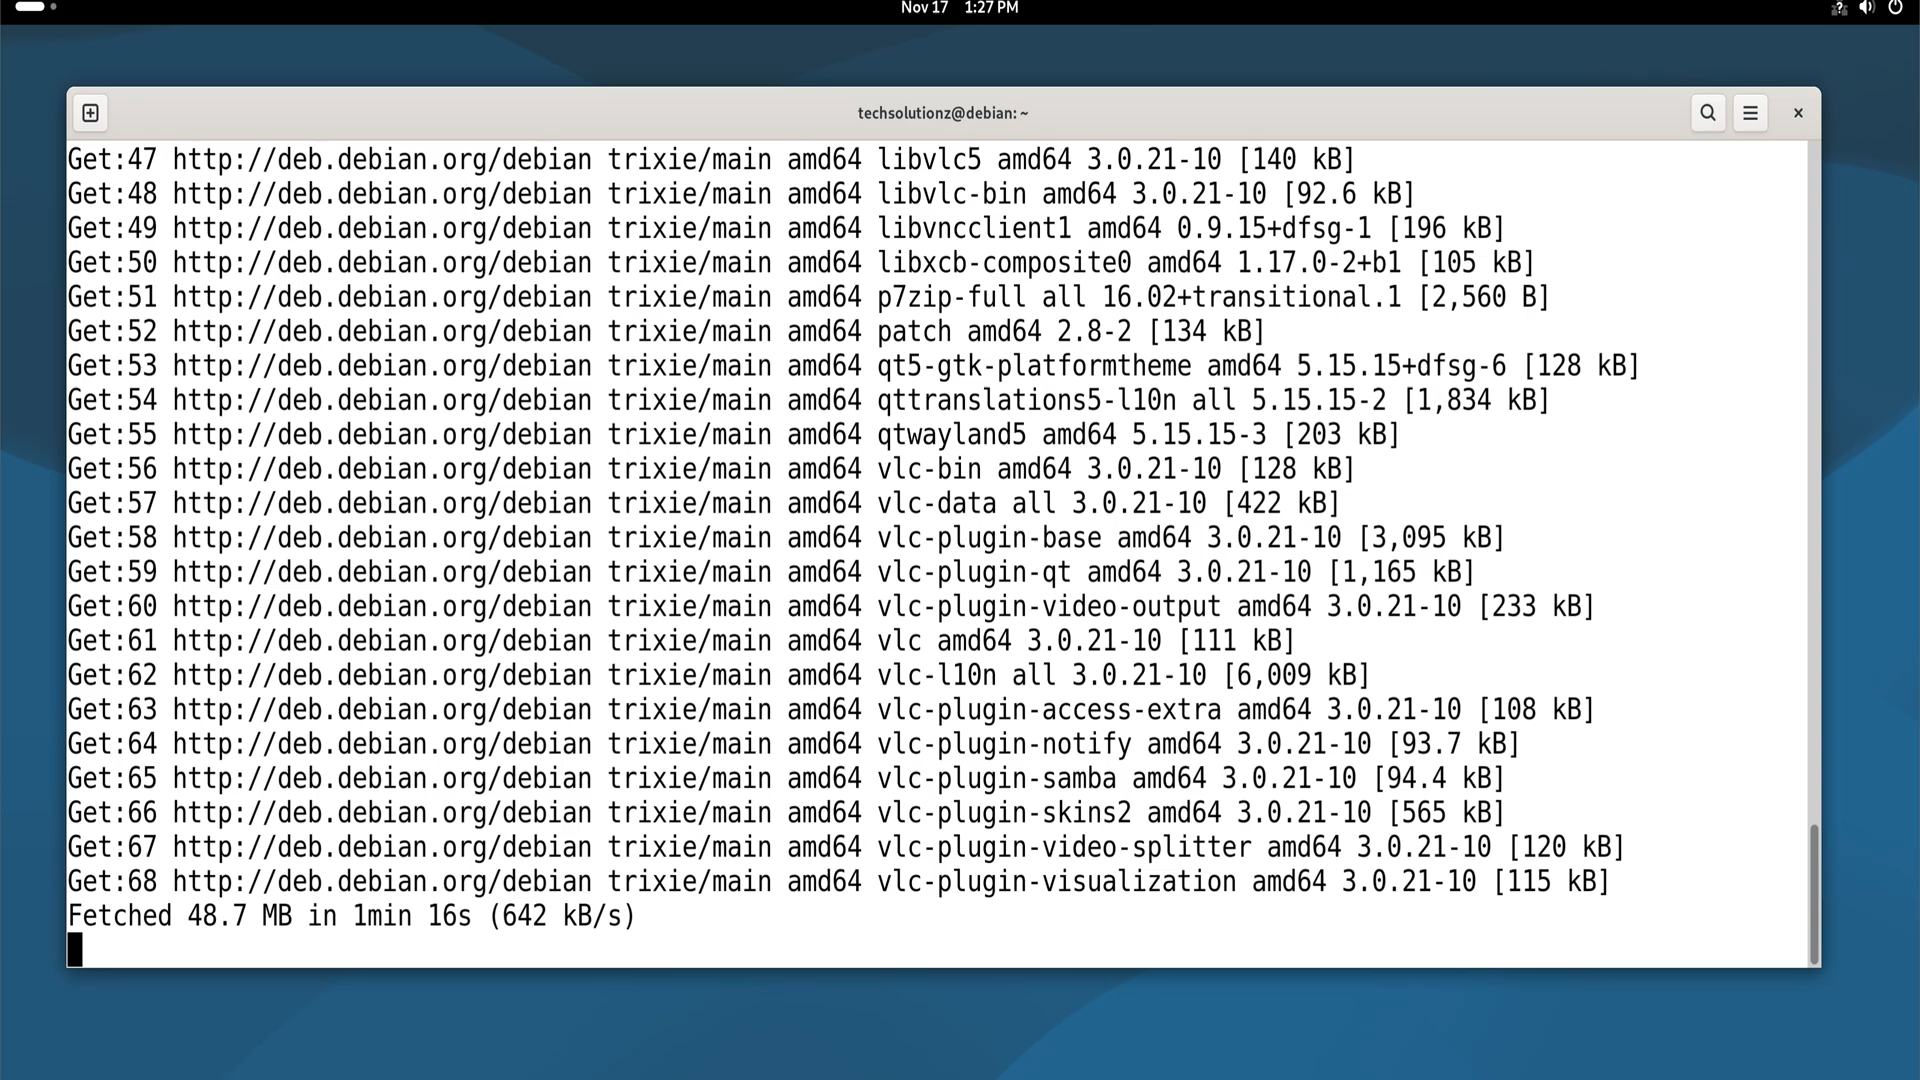 Nov 17 1:27 PM
techsolutionz@debian: ~
Get:47 http://deb.debian.org/debian trixie/main amd64 libvlc5 amd64 3.0.21-10 [140 kB]
Get:48 http://deb.debian.org/debian trixie/main amd64 libvlc-bin amd64 3.0.21-10 [92.6 kB]
Get:49 http://deb.debian.org/debian trixie/main amd64 libvncclient1 amd64 0.9.15+dfsg-1 [196 kB]
Get:50 http://deb.debian.org/debian trixie/main amd64 libxcb-composite0 amd64 1.17.0-2+b1 [105 kB]
Get:51 http://deb.debian.org/debian trixie/main amd64 p7zip-full all 16.02+transitional.1 [2,560 B]
Get:52 http://deb.debian.org/debian trixie/main amd64 patch amd64 2.8-2 [134 kB]
Get:53 http://deb.debian.org/debian trixie/main amd64 qt5-gtk-platformtheme amd64 5.15.15+dfsg-6 [128 kB]
Get:54 http://deb.debian.org/debian trixie/main amd64 qttranslations5-l10n all 5.15.15-2 [1,834 kB]
Get:55 http://deb.debian.org/debian trixie/main amd64 qtwayland5 amd64 5.15.15-3 [203 kB]
Get:56 http://deb.debian.org/debian trixie/main amd64 vlc-bin amd64 3.0.21-10 [128 kB]
Get:57 http://deb.debian.org/debian trixie/main amd64 vlc-data all 3.0.21-10 [422 kB]
Get:58 http://deb.debian.org/debian trixie/main amd64 vlc-plugin-base amd64 3.0.21-10 [3,095 kB]
Get:59 http://deb.debian.org/debian trixie/main amd64 vlc-plugin-qt amd64 3.0.21-10 [1,165 kB]
Get:60 http://deb.debian.org/debian trixie/main amd64 vlc-plugin-video-output amd64 3.0.21-10 [233 kB]
Get:61 http://deb.debian.org/debian trixie/main amd64 vlc amd64 3.0.21-10 [111 kB]
Get:62 http://deb.debian.org/debian trixie/main amd64 vlc-l10n all 3.0.21-10 [6,009 kB]
Get:63 http://deb.debian.org/debian trixie/main amd64 vlc-plugin-access-extra amd64 3.0.21-10 [108 kB]
Get:64 http://deb.debian.org/debian trixie/main amd64 vlc-plugin-notify amd64 3.0.21-10 [93.7 kB]
Get:65 http://deb.debian.org/debian trixie/main amd64 vlc-plugin-samba amd64 3.0.21-10 [94.4 kB]
Get:66 http://deb.debian.org/debian trixie/main amd64 vlc-plugin-skins2 amd64 3.0.21-10 [565 kB]
Get:67 http://deb.debian.org/debian trixie/main amd64 vlc-plugin-video-splitter amd64 3.0.21-10 [120 kB]
Get:68 http://deb.debian.org/debian trixie/main amd64 vlc-plugin-visualization amd64 3.0.21-10 [115 kB]
Fetched 48.7 MB in 1min 16s (642 kB/s)